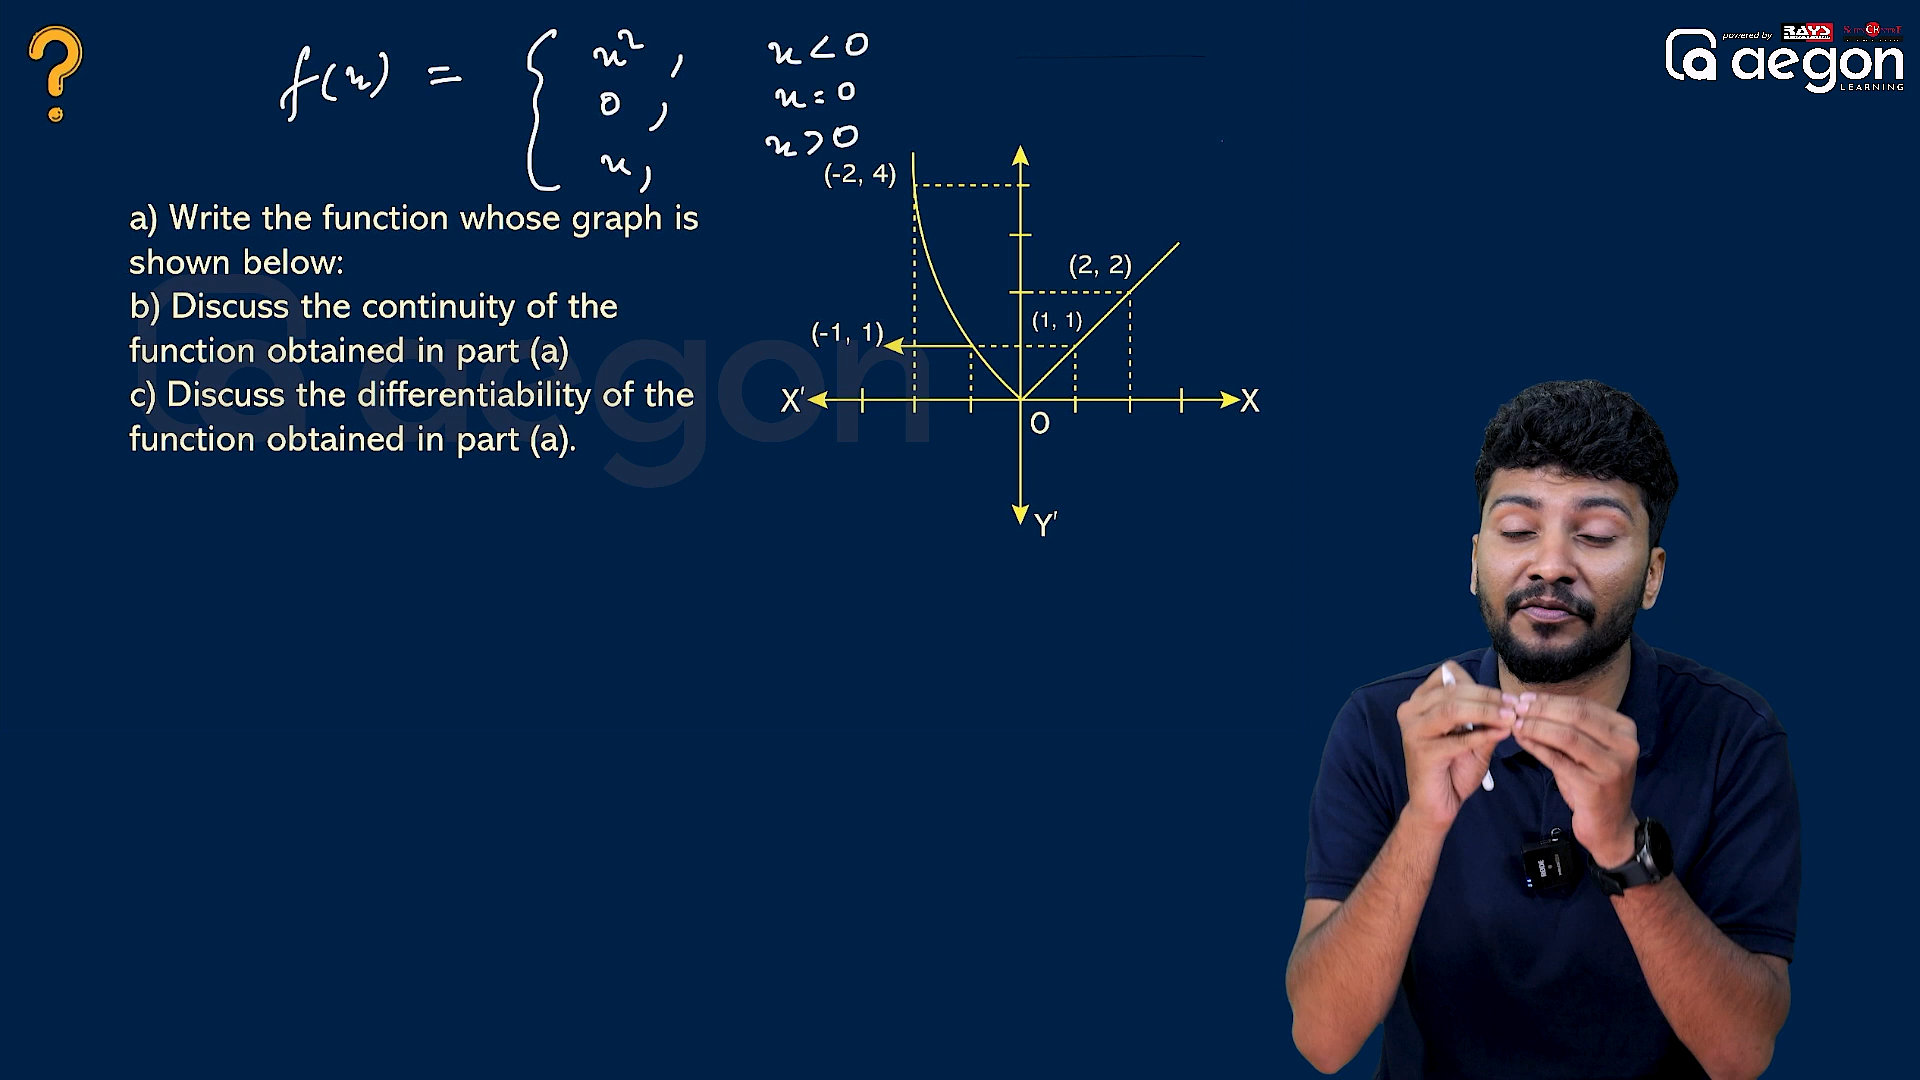 f(x) = { x², x<0
0, x=0
x, x>0
a) Write the function whose graph is
shown below:
b) Discuss the continuity of the
function obtained in part (a)
c) Discuss the differentiability of the
function obtained in part (a).
(-2, 4)
(2, 2)
(1, 1)
(-1, 1)
X'
X
O
Y'
powered by RAYS
aegon
LEARNING
aegon